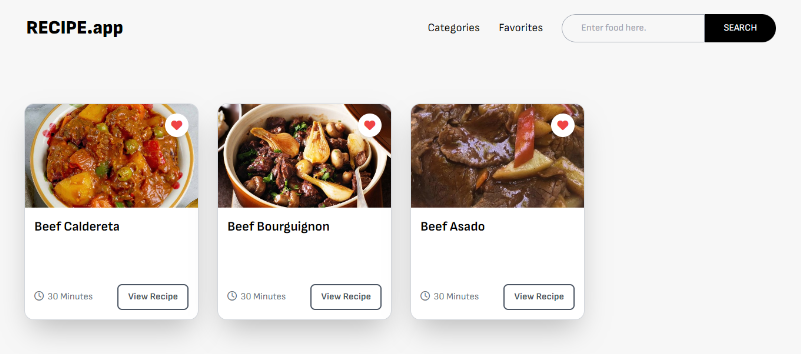 RECIPE.app
Categories
Favorites
Enter food here.
SEARCH
Beef Caldereta
30 Minutes
View Recipe
Beef Bourguignon
30 Minutes
View Recipe
Beef Asado
30 Minutes
View Recipe